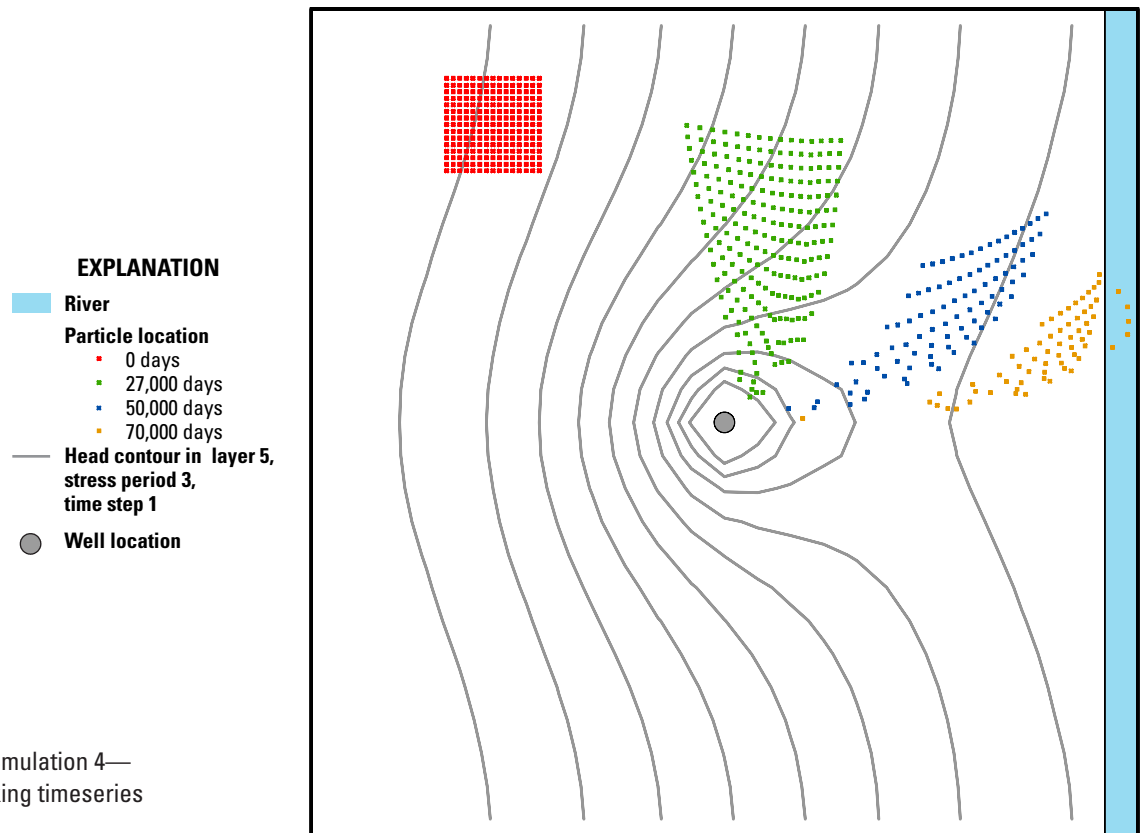 EXPLANATION
River
Particle location
0 days
27,000 days
50,000 days
70,000 days
Head contour in layer 5,
stress period 3,
time step 1
Well location
mulation 4—
ing timeseries